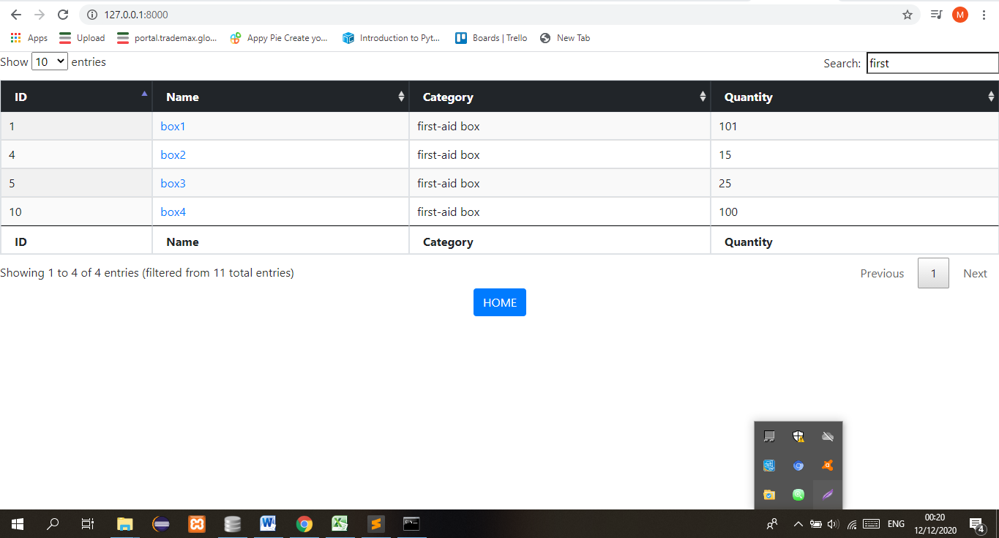 127.0.0.1:8000
M
Apps Upload portal.trademax.glo... Appy Pie Create yo... Introduction to Pyt... Boards | Trello New Tab
Show 10 entries Search: first
ID Name Category Quantity
1 box1 first-aid box 101
4 box2 first-aid box 15
5 box3 first-aid box 25
10 box4 first-aid box 100
ID Name Category Quantity
Showing 1 to 4 of 4 entries (filtered from 11 total entries) Previous 1 Next
HOME
ENG 00:20 4
12/12/2020